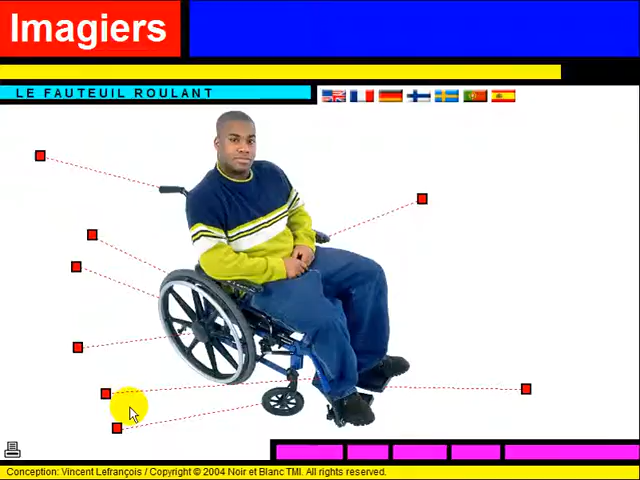 Imagiers
LE FAUTEUIL ROULANT
Conception: Vincent Lefrançois / Copyright © 2004 Noir et Blanc TMI. All rights reserved.